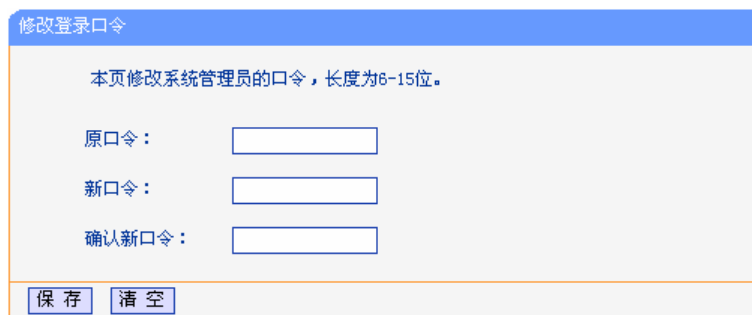 修改登录口令
本页修改系统管理员的口令，长度为6-15位。
原口令：
新口令：
确认新口令：
保 存 清 空